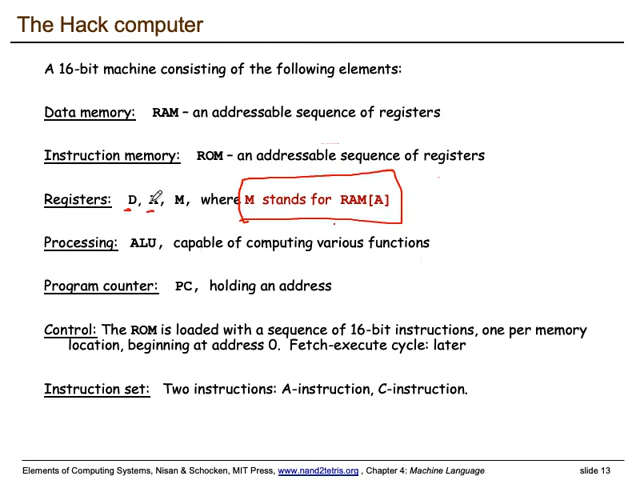 The Hack computer
A 16-bit machine consisting of the following elements:
Data memory: RAM – an addressable sequence of registers
Instruction memory: ROM – an addressable sequence of registers
Registers: D, A, M, where M stands for RAM[A]
Processing: ALU, capable of computing various functions
Program counter: PC, holding an address
Control: The ROM is loaded with a sequence of 16-bit instructions, one per memory
location, beginning at address 0. Fetch-execute cycle: later
Instruction set: Two instructions: A-instruction, C-instruction.
Elements of Computing Systems, Nisan & Schocken, MIT Press, www.nand2tetris.org , Chapter 4: Machine Language slide 13